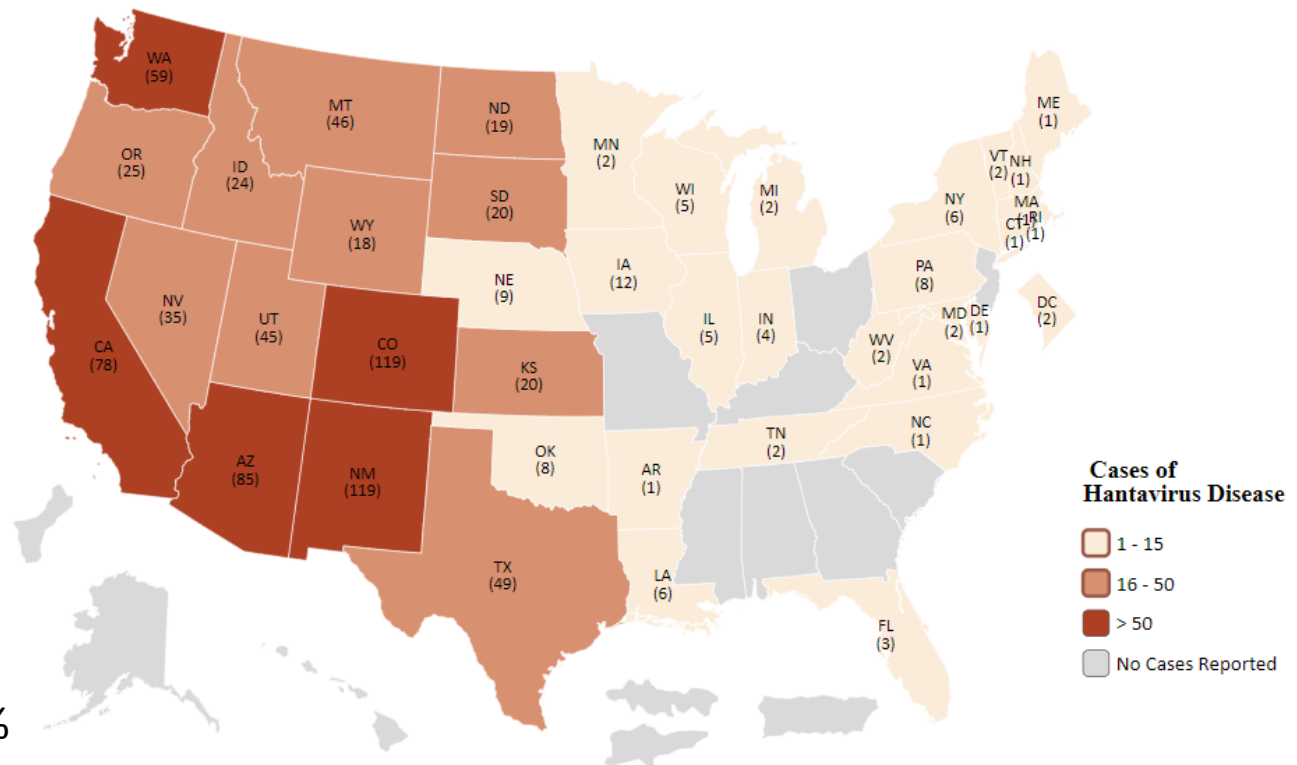 WA
(59)
MT
(46)
ND
(19)
MN
(2)
ME
(1)
OR
(25)
ID
(24)
SD
(20)
WI
(5)
MI
(2)
VT
(2)
NH
(1)
NY
(6)
MA
RI
(1)
CT
(1)
WY
(18)
IA
(12)
PA
(8)
NE
(9)
NV
(35)
UT
(45)
IL
(5)
IN
(4)
MD
(2)
DE
(1)
DC
(2)
CA
(78)
CO
(119)
KS
(20)
WV
(2)
VA
(1)
AZ
(85)
NM
(119)
OK
(8)
AR
(1)
TN
(2)
NC
(1)
TX
(49)
LA
(6)
FL
(3)
Cases of
Hantavirus Disease
1 - 15
16 - 50
> 50
No Cases Reported
%